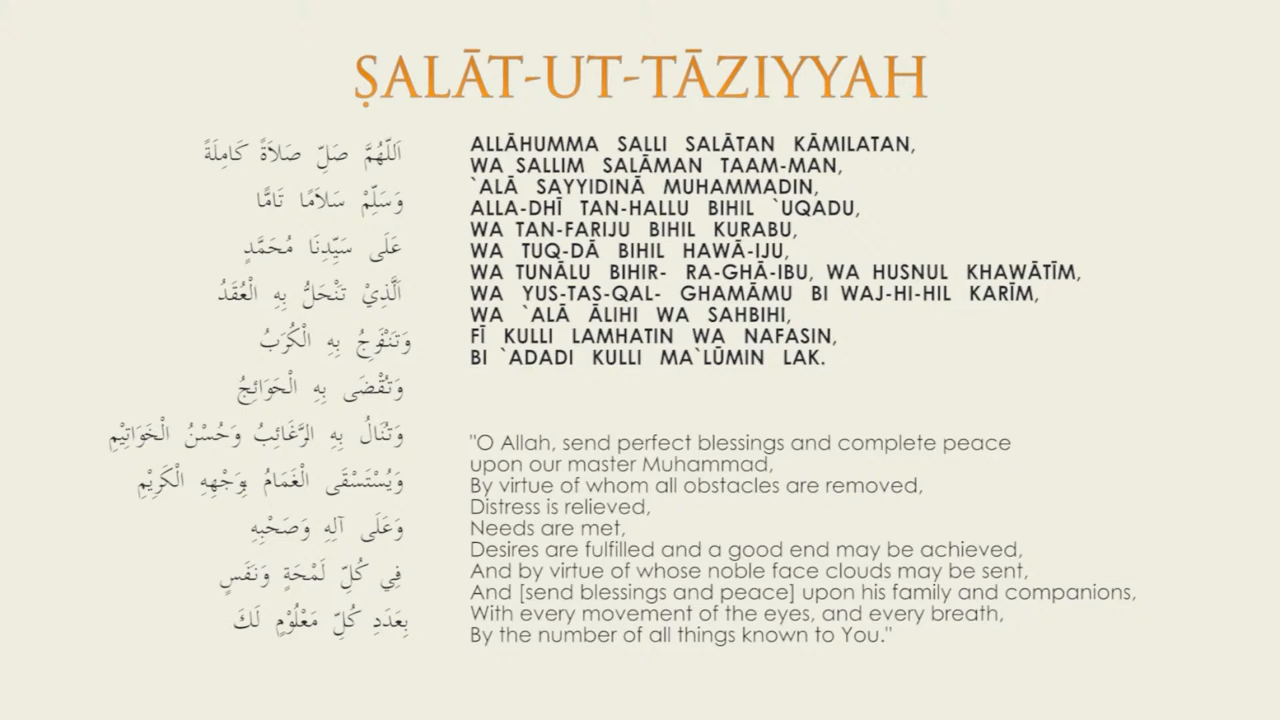 ṢALĀT-UT-TĀZIYYAH
اَللّهُمَّ صَلِّ صَلاَةً كَامِلَةً
وَسَلِّمْ سَلاَمًا تَامًّا
عَلَى سَيِّدِنَا مُحَمَّدٍ
اَلَّذِيْ تَنْحَلُّ بِهِ الْعُقَدُ
وَتَنْفَرِجُ بِهِ الْكُرَبُ
وَتُقْضَى بِهِ الْحَوَائِجُ
وَتُنَالُ بِهِ الرَّغَائِبُ وَحُسْنُ الْخَوَاتِيْمِ
وَيُسْتَسْقَى الْغَمَامُ بِوَجْهِهِ الْكَرِيْمِ
وَعَلَى آلِهِ وَصَحْبِهِ
فِي كُلِّ لَمْحَةٍ وَنَفَسٍ
بِعَدَدِ كُلِّ مَعْلُوْمٍ لَكَ
ALLĀHUMMA SALLI SALĀTAN KĀMILATAN,
WA SALLIM SALĀMAN TAAM-MAN,
`ALĀ SAYYIDINĀ MUHAMMADIN,
ALLA-DHĪ TAN-HALLU BIHIL `UQADU,
WA TAN-FARIJU BIHIL KURABU,
WA TUQ-DĀ BIHIL HAWĀ-IJU,
WA TUNĀLU BIHIR- RA-GHĀ-IBU, WA HUSNUL KHAWĀTĪM,
WA YUS-TAS-QAL- GHAMĀMU BI WAJ-HI-HIL KARĪM,
WA `ALĀ ĀLIHI WA SAHBIHI,
FĪ KULLI LAMHATIN WA NAFASIN,
BI `ADADI KULLI MA`LŪMIN LAK.
"O Allah, send perfect blessings and complete peace
upon our master Muhammad,
By virtue of whom all obstacles are removed,
Distress is relieved,
Needs are met,
Desires are fulfilled and a good end may be achieved,
And by virtue of whose noble face clouds may be sent,
And [send blessings and peace] upon his family and companions,
With every movement of the eyes, and every breath,
By the number of all things known to You."